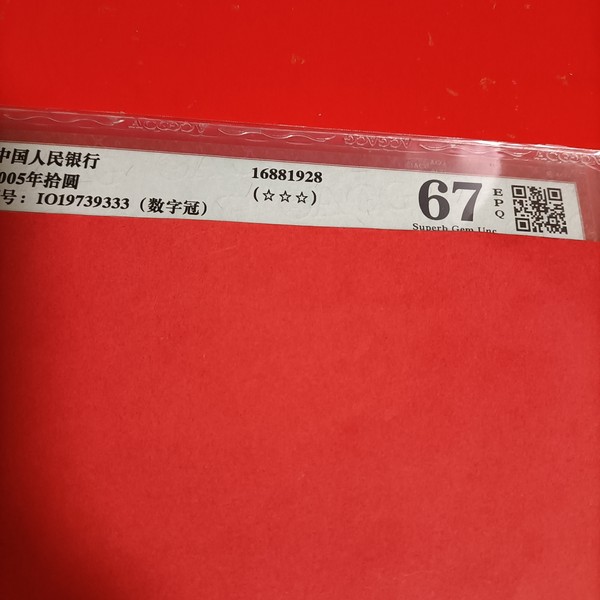 中国人民银行
005年拾圆
号：IO19739333（数字冠）
16881928
(☆☆☆)
67
EPQ
Superb Gem Unc